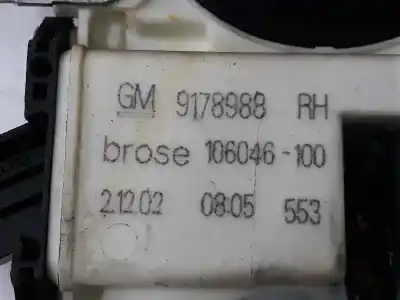 GM 9178988 RH
brose 106046-100
2.12.02 08:05 553